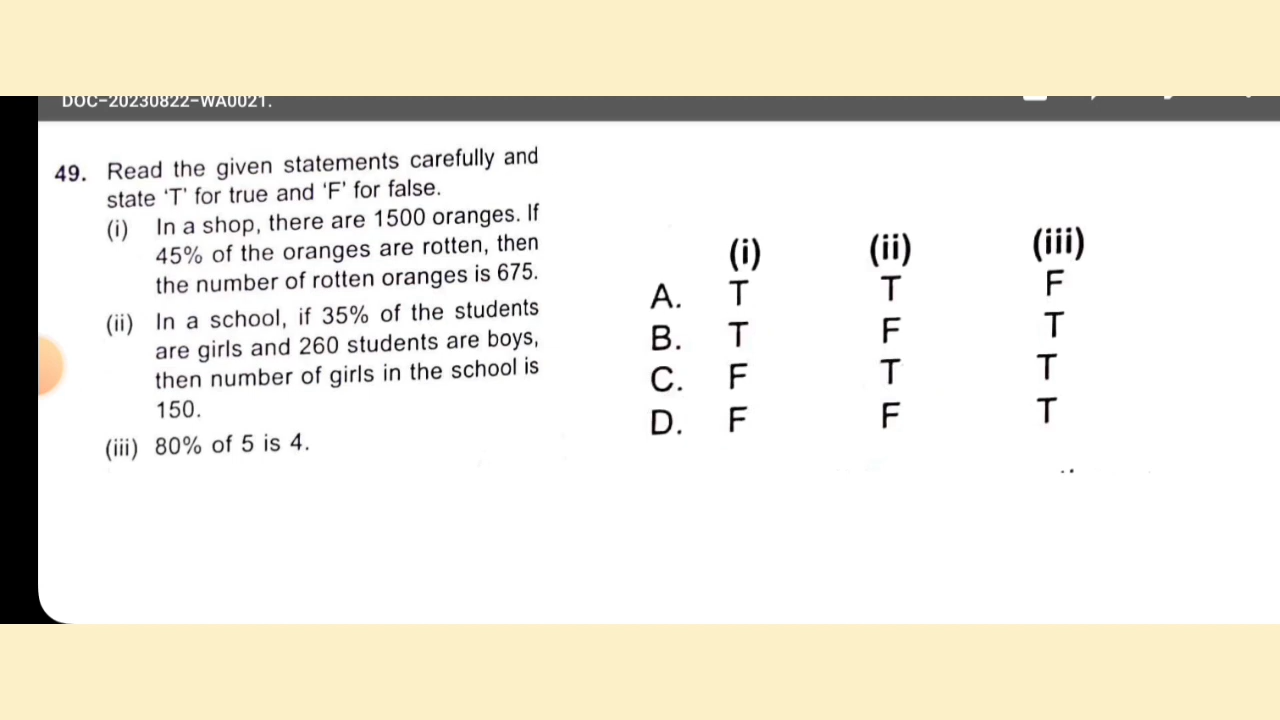 DOC-20230822-WA0021.
49. Read the given statements carefully and
state 'T' for true and 'F' for false.
(i) In a shop, there are 1500 oranges. If
45% of the oranges are rotten, then
the number of rotten oranges is 675.
(ii) In a school, if 35% of the students
are girls and 260 students are boys,
then number of girls in the school is
150.
(iii) 80% of 5 is 4.
(i) (ii) (iii)
A. T T F
B. T F T
C. F T T
D. F F T